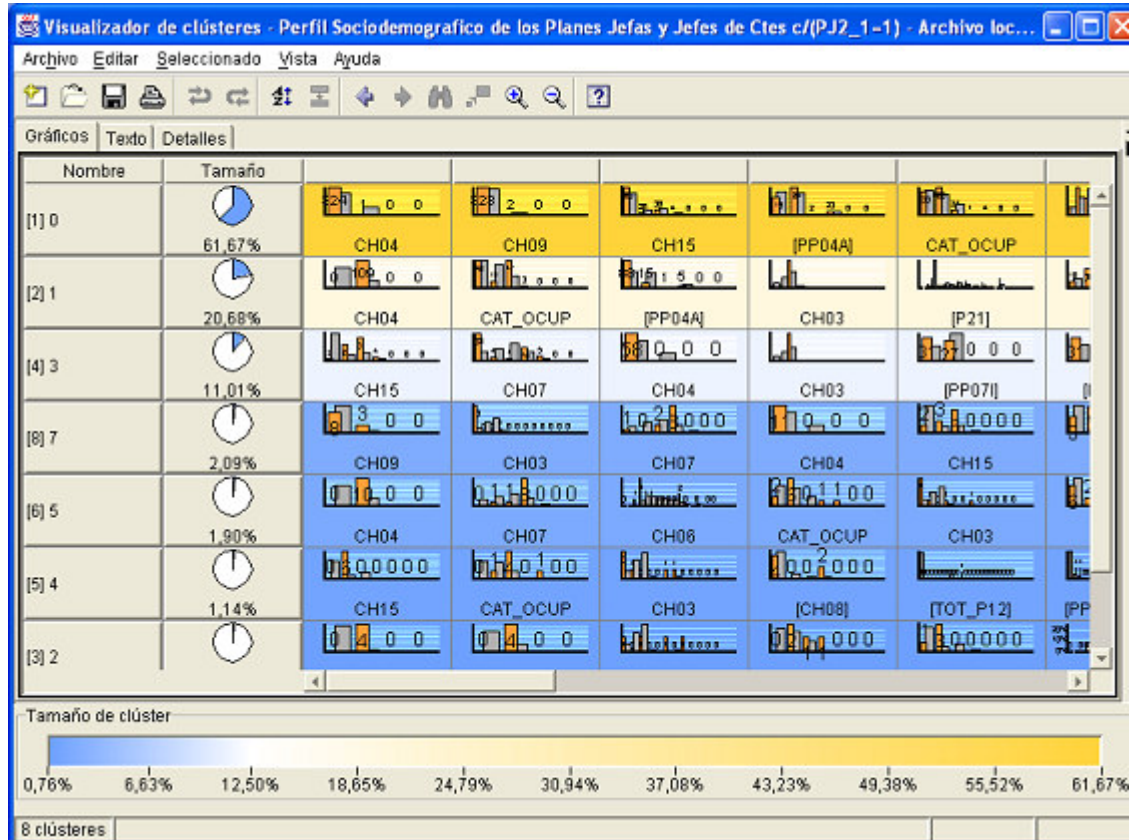 Visualizador de clústeres - Perfil Sociodemografico de los Planes Jefas y Jefes de Ctes c/(PJ2_1=1) - Archivo loc...
Archivo Editar Seleccionado Vista Ayuda
Gráficos Texto Detalles
Nombre Tamaño
[1] 0 61,67% CH04 CH09 CH15 [PP04A] CAT_OCUP
[2] 1 20,68% CH04 CAT_OCUP [PP04A] CH03 [P21]
[4] 3 11,01% CH15 CH07 CH04 CH03 [PP07I]
[8] 7 2,09% CH09 CH03 CH07 CH04 CH15
[6] 5 1,90% CH04 CH07 CH06 CAT_OCUP CH03
[5] 4 1,14% CH15 CAT_OCUP CH03 [CH08] [TOT_P12] [PP
[3] 2
Tamaño de clúster
0,76% 6,63% 12,50% 18,65% 24,79% 30,94% 37,08% 43,23% 49,38% 55,52% 61,67%
8 clústeres